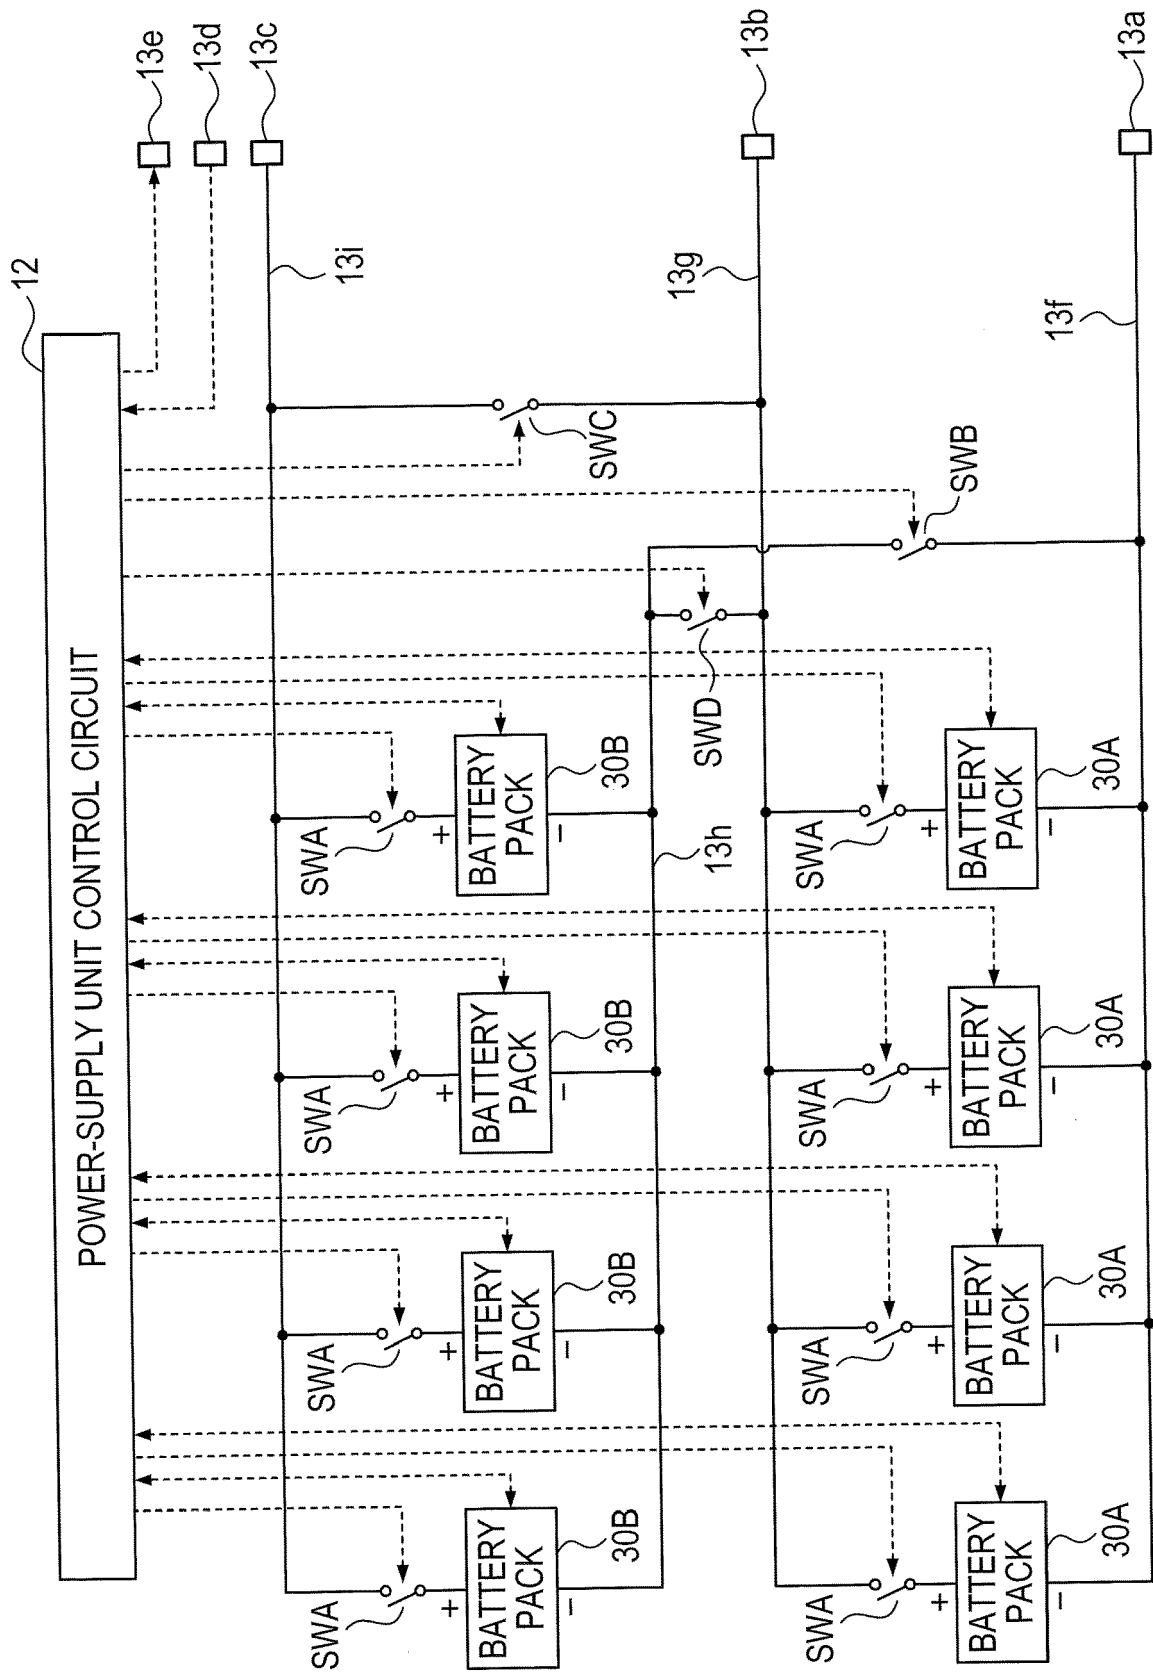 12
POWER-SUPPLY UNIT CONTROL CIRCUIT
13e
13d
13c
13i
13b
13g
13a
13f
SWC
SWB
SWD
13h
SWA
+
BATTERY
PACK
−
30B
SWA
+
BATTERY
PACK
−
30B
SWA
+
BATTERY
PACK
−
30B
SWA
+
BATTERY
PACK
−
30B
SWA
+
BATTERY
PACK
−
30A
SWA
+
BATTERY
PACK
−
30A
SWA
+
BATTERY
PACK
−
30A
SWA
+
BATTERY
PACK
−
30A